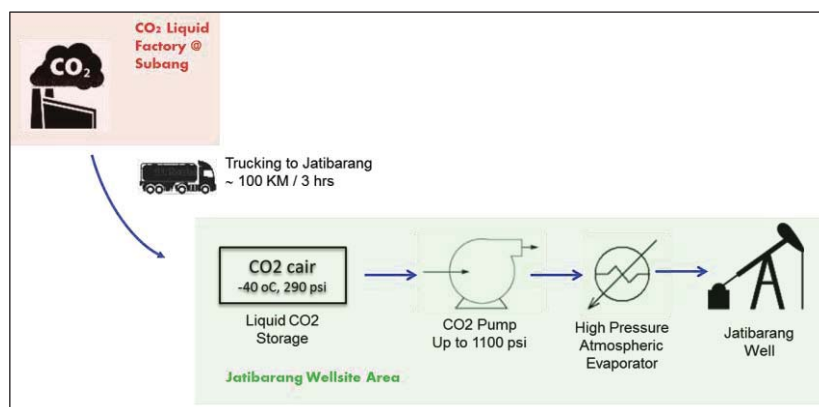 CO₂ Liquid
Factory @
Subang
CO₂
Trucking to Jatibarang
~ 100 KM / 3 hrs
CO2 cair
-40 oC, 290 psi
Liquid CO2
Storage
CO2 Pump
Up to 1100 psi
High Pressure
Atmospheric
Evaporator
Jatibarang
Well
Jatibarang Wellsite Area